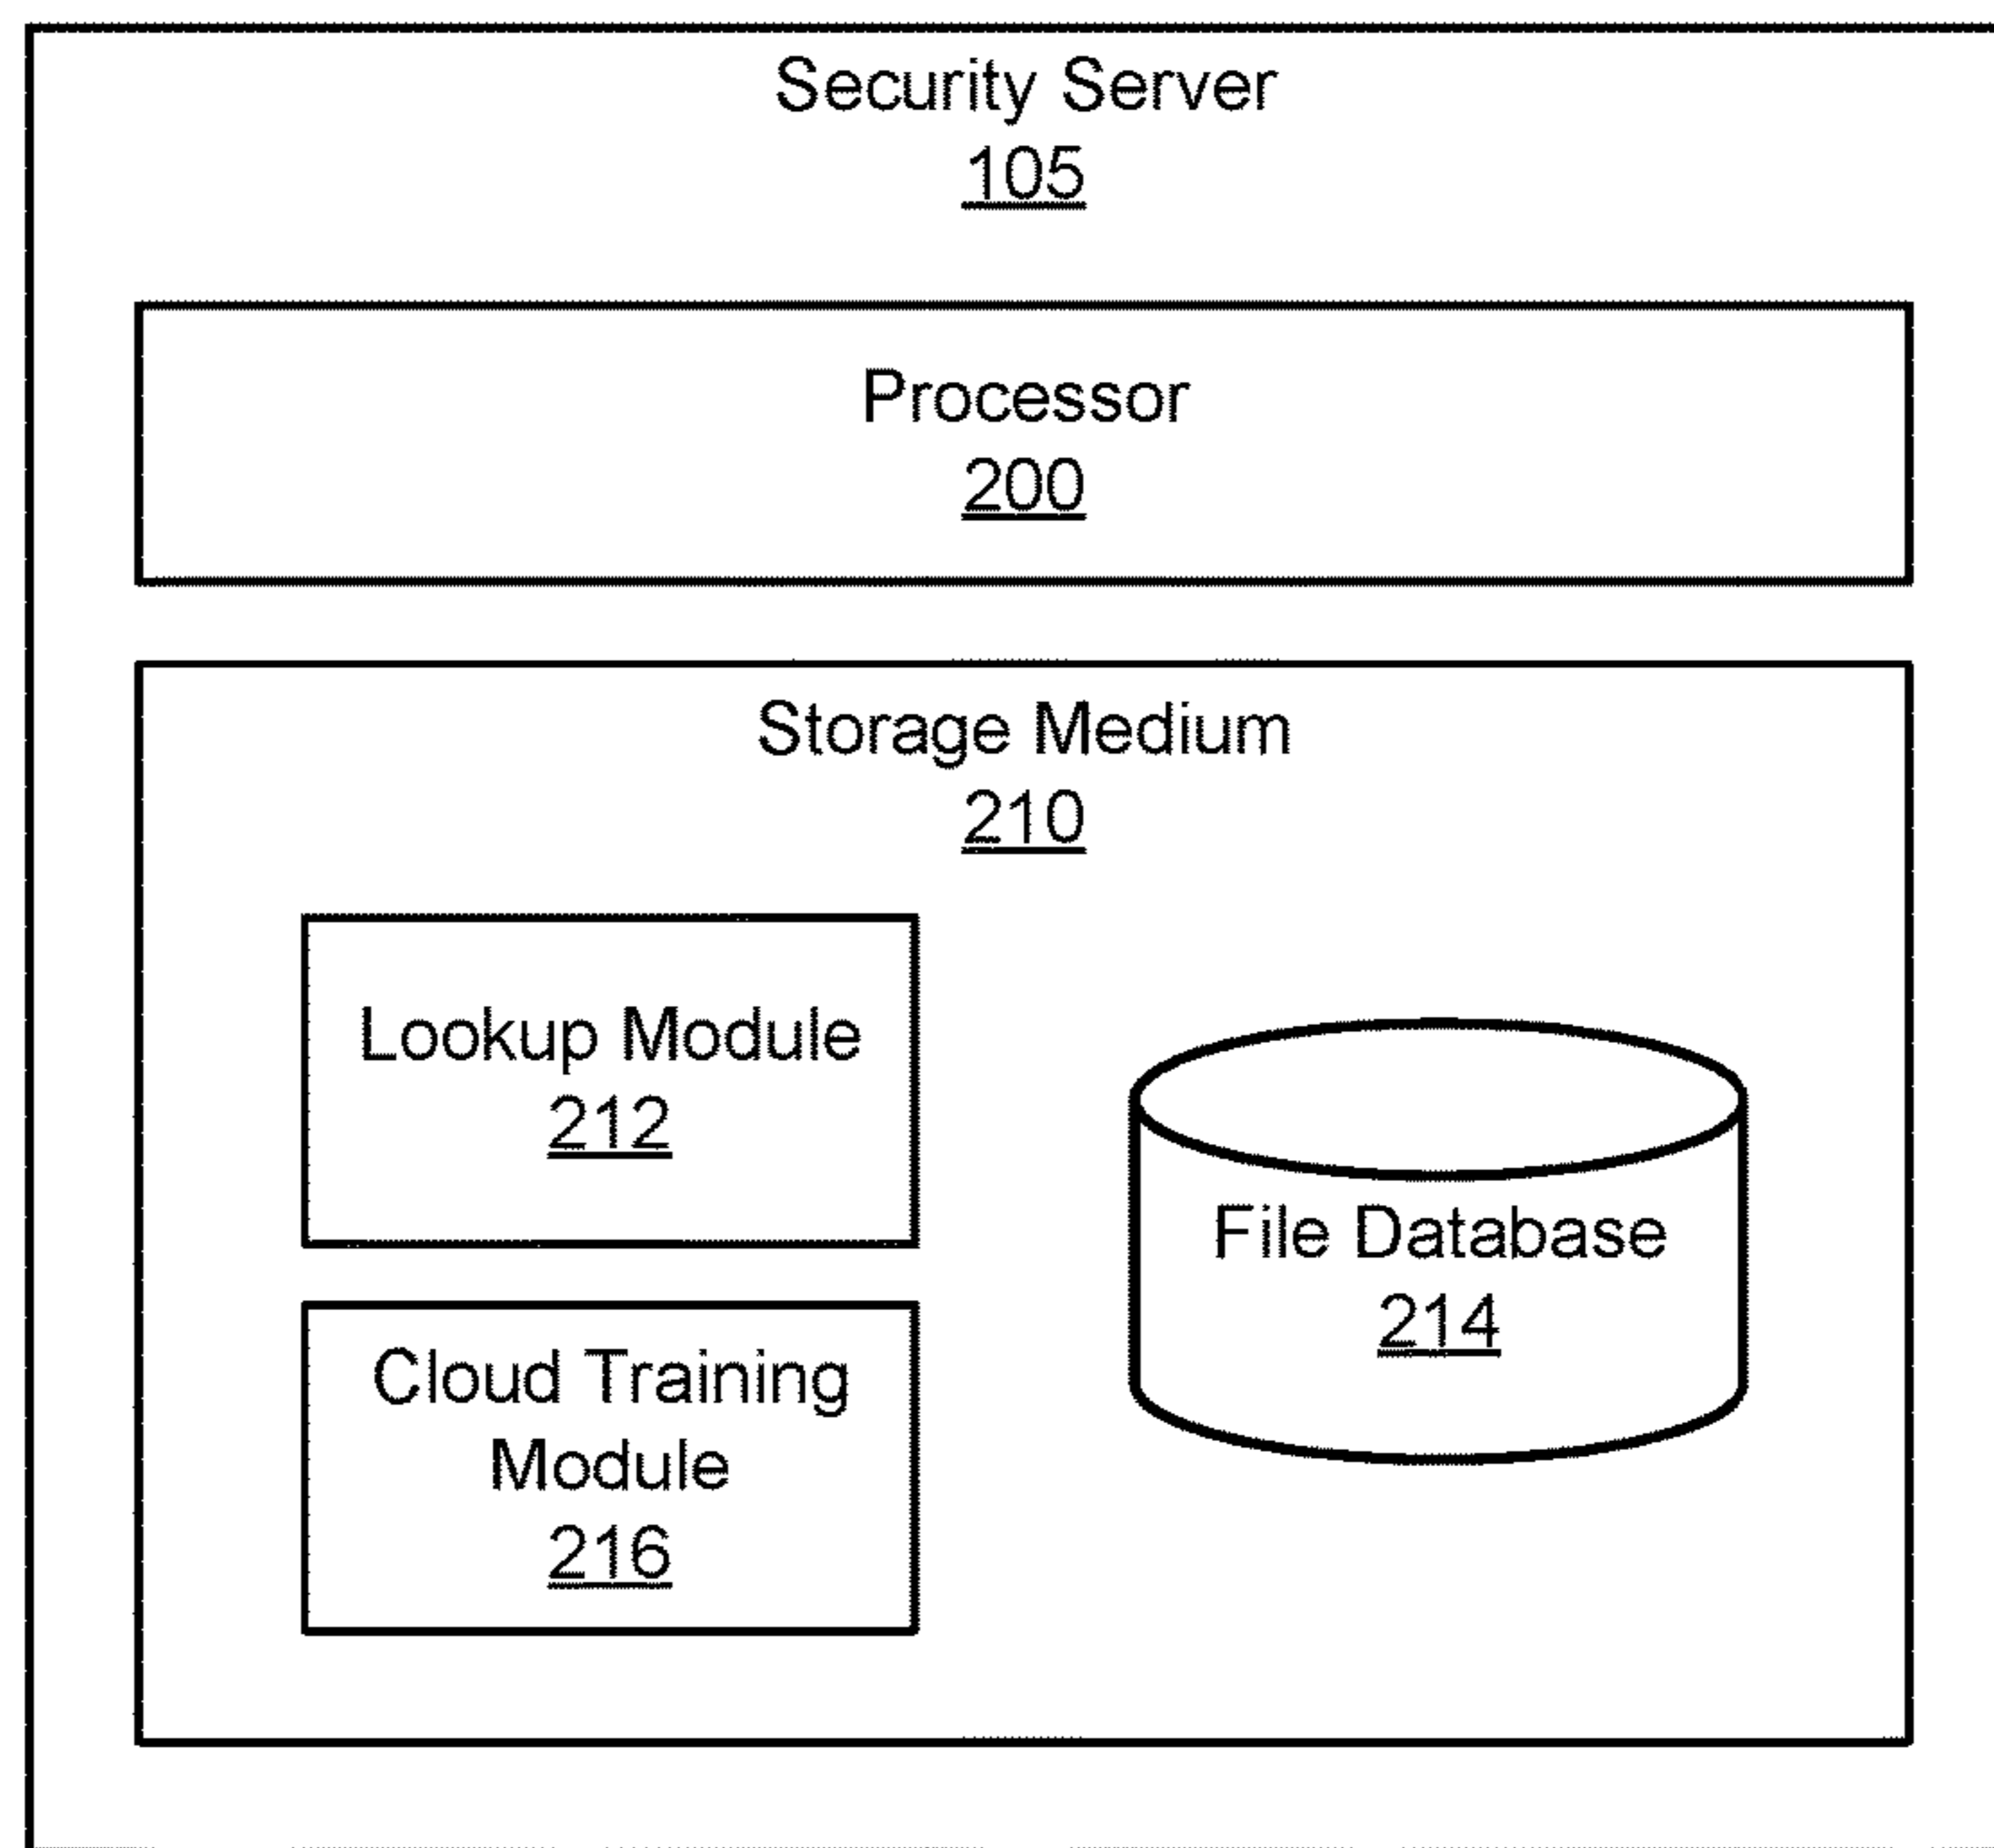 Security Server
105
Processor
200
Storage Medium
210
Lookup Module
212
Cloud Training
Module
216
File Database
214